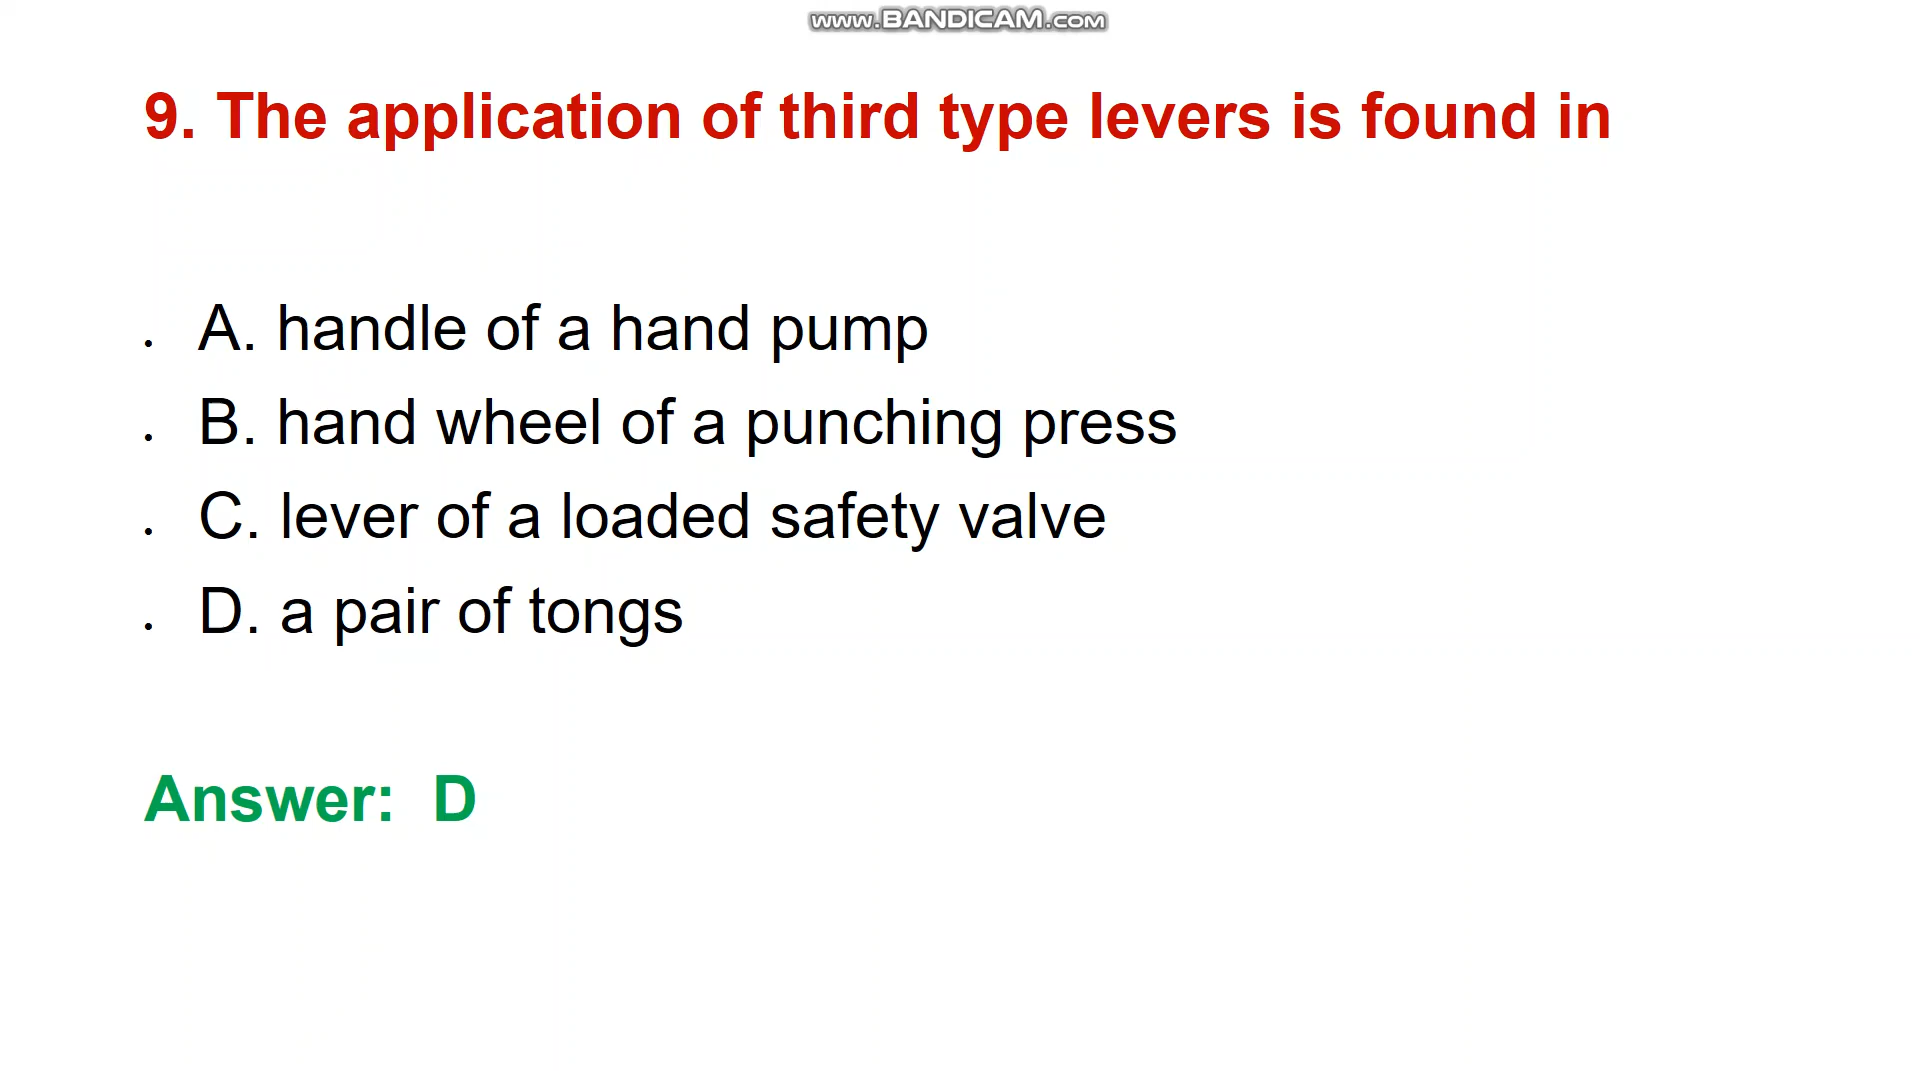 www.BANDICAM.com
9. The application of third type levers is found in
• A. handle of a hand pump
• B. hand wheel of a punching press
• C. lever of a loaded safety valve
• D. a pair of tongs
Answer: D